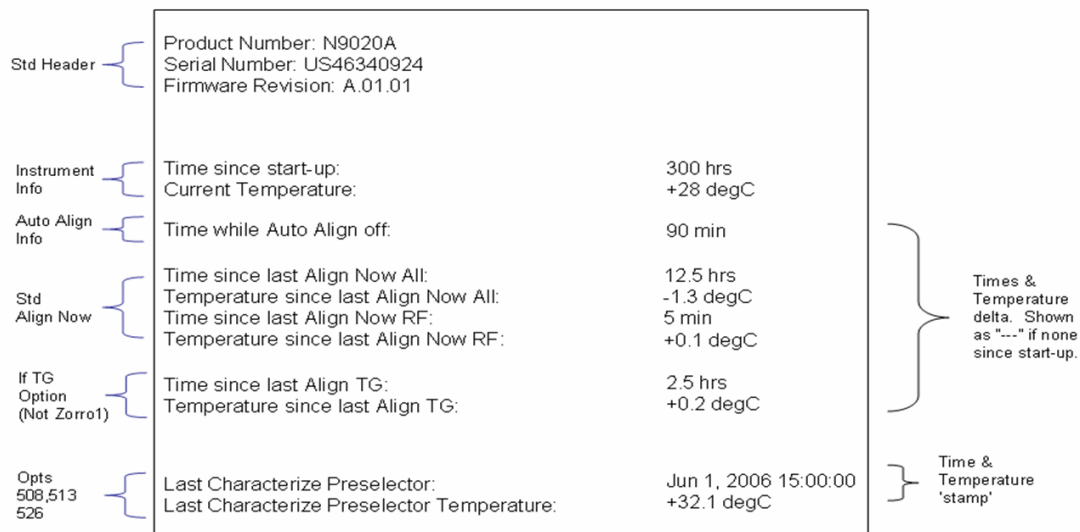 Std Header
Product Number: N9020A
Serial Number: US46340924
Firmware Revision: A.01.01
Instrument
Info
Time since start-up: 300 hrs
Current Temperature: +28 degC
Auto Align
Info
Time while Auto Align off: 90 min
Std
Align Now
Time since last Align Now All: 12.5 hrs
Temperature since last Align Now All: -1.3 degC
Time since last Align Now RF: 5 min
Temperature since last Align Now RF: +0.1 degC
Times &
Temperature
delta. Shown
as "---" if none
since start-up.
If TG
Option
(Not Zorro1)
Time since last Align TG: 2.5 hrs
Temperature since last Align TG: +0.2 degC
Opts
508,513
526
Last Characterize Preselector: Jun 1, 2006 15:00:00
Last Characterize Preselector Temperature: +32.1 degC
Time &
Temperature
'stamp'